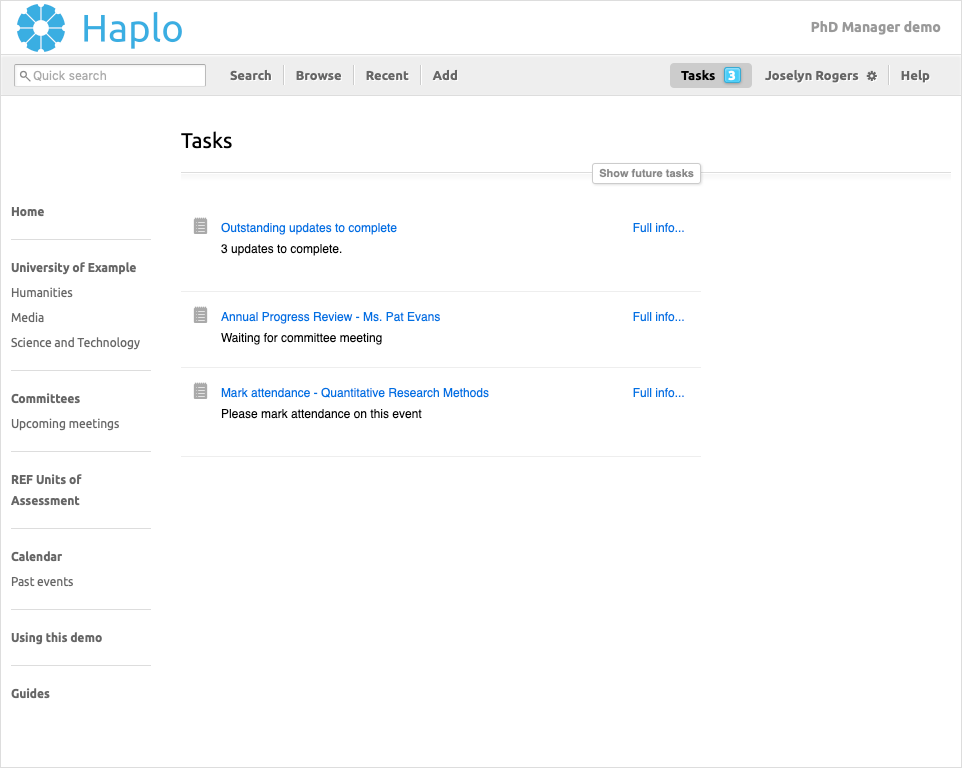 Haplo
PhD Manager demo
Quick search
Search
Browse
Recent
Add
Tasks 3
Joselyn Rogers
Help
Tasks
Show future tasks
Home
University of Example
Humanities
Media
Science and Technology
Committees
Upcoming meetings
REF Units of
Assessment
Calendar
Past events
Using this demo
Guides
Outstanding updates to complete
Full info...
3 updates to complete.
Annual Progress Review - Ms. Pat Evans
Full info...
Waiting for committee meeting
Mark attendance - Quantitative Research Methods
Full info...
Please mark attendance on this event